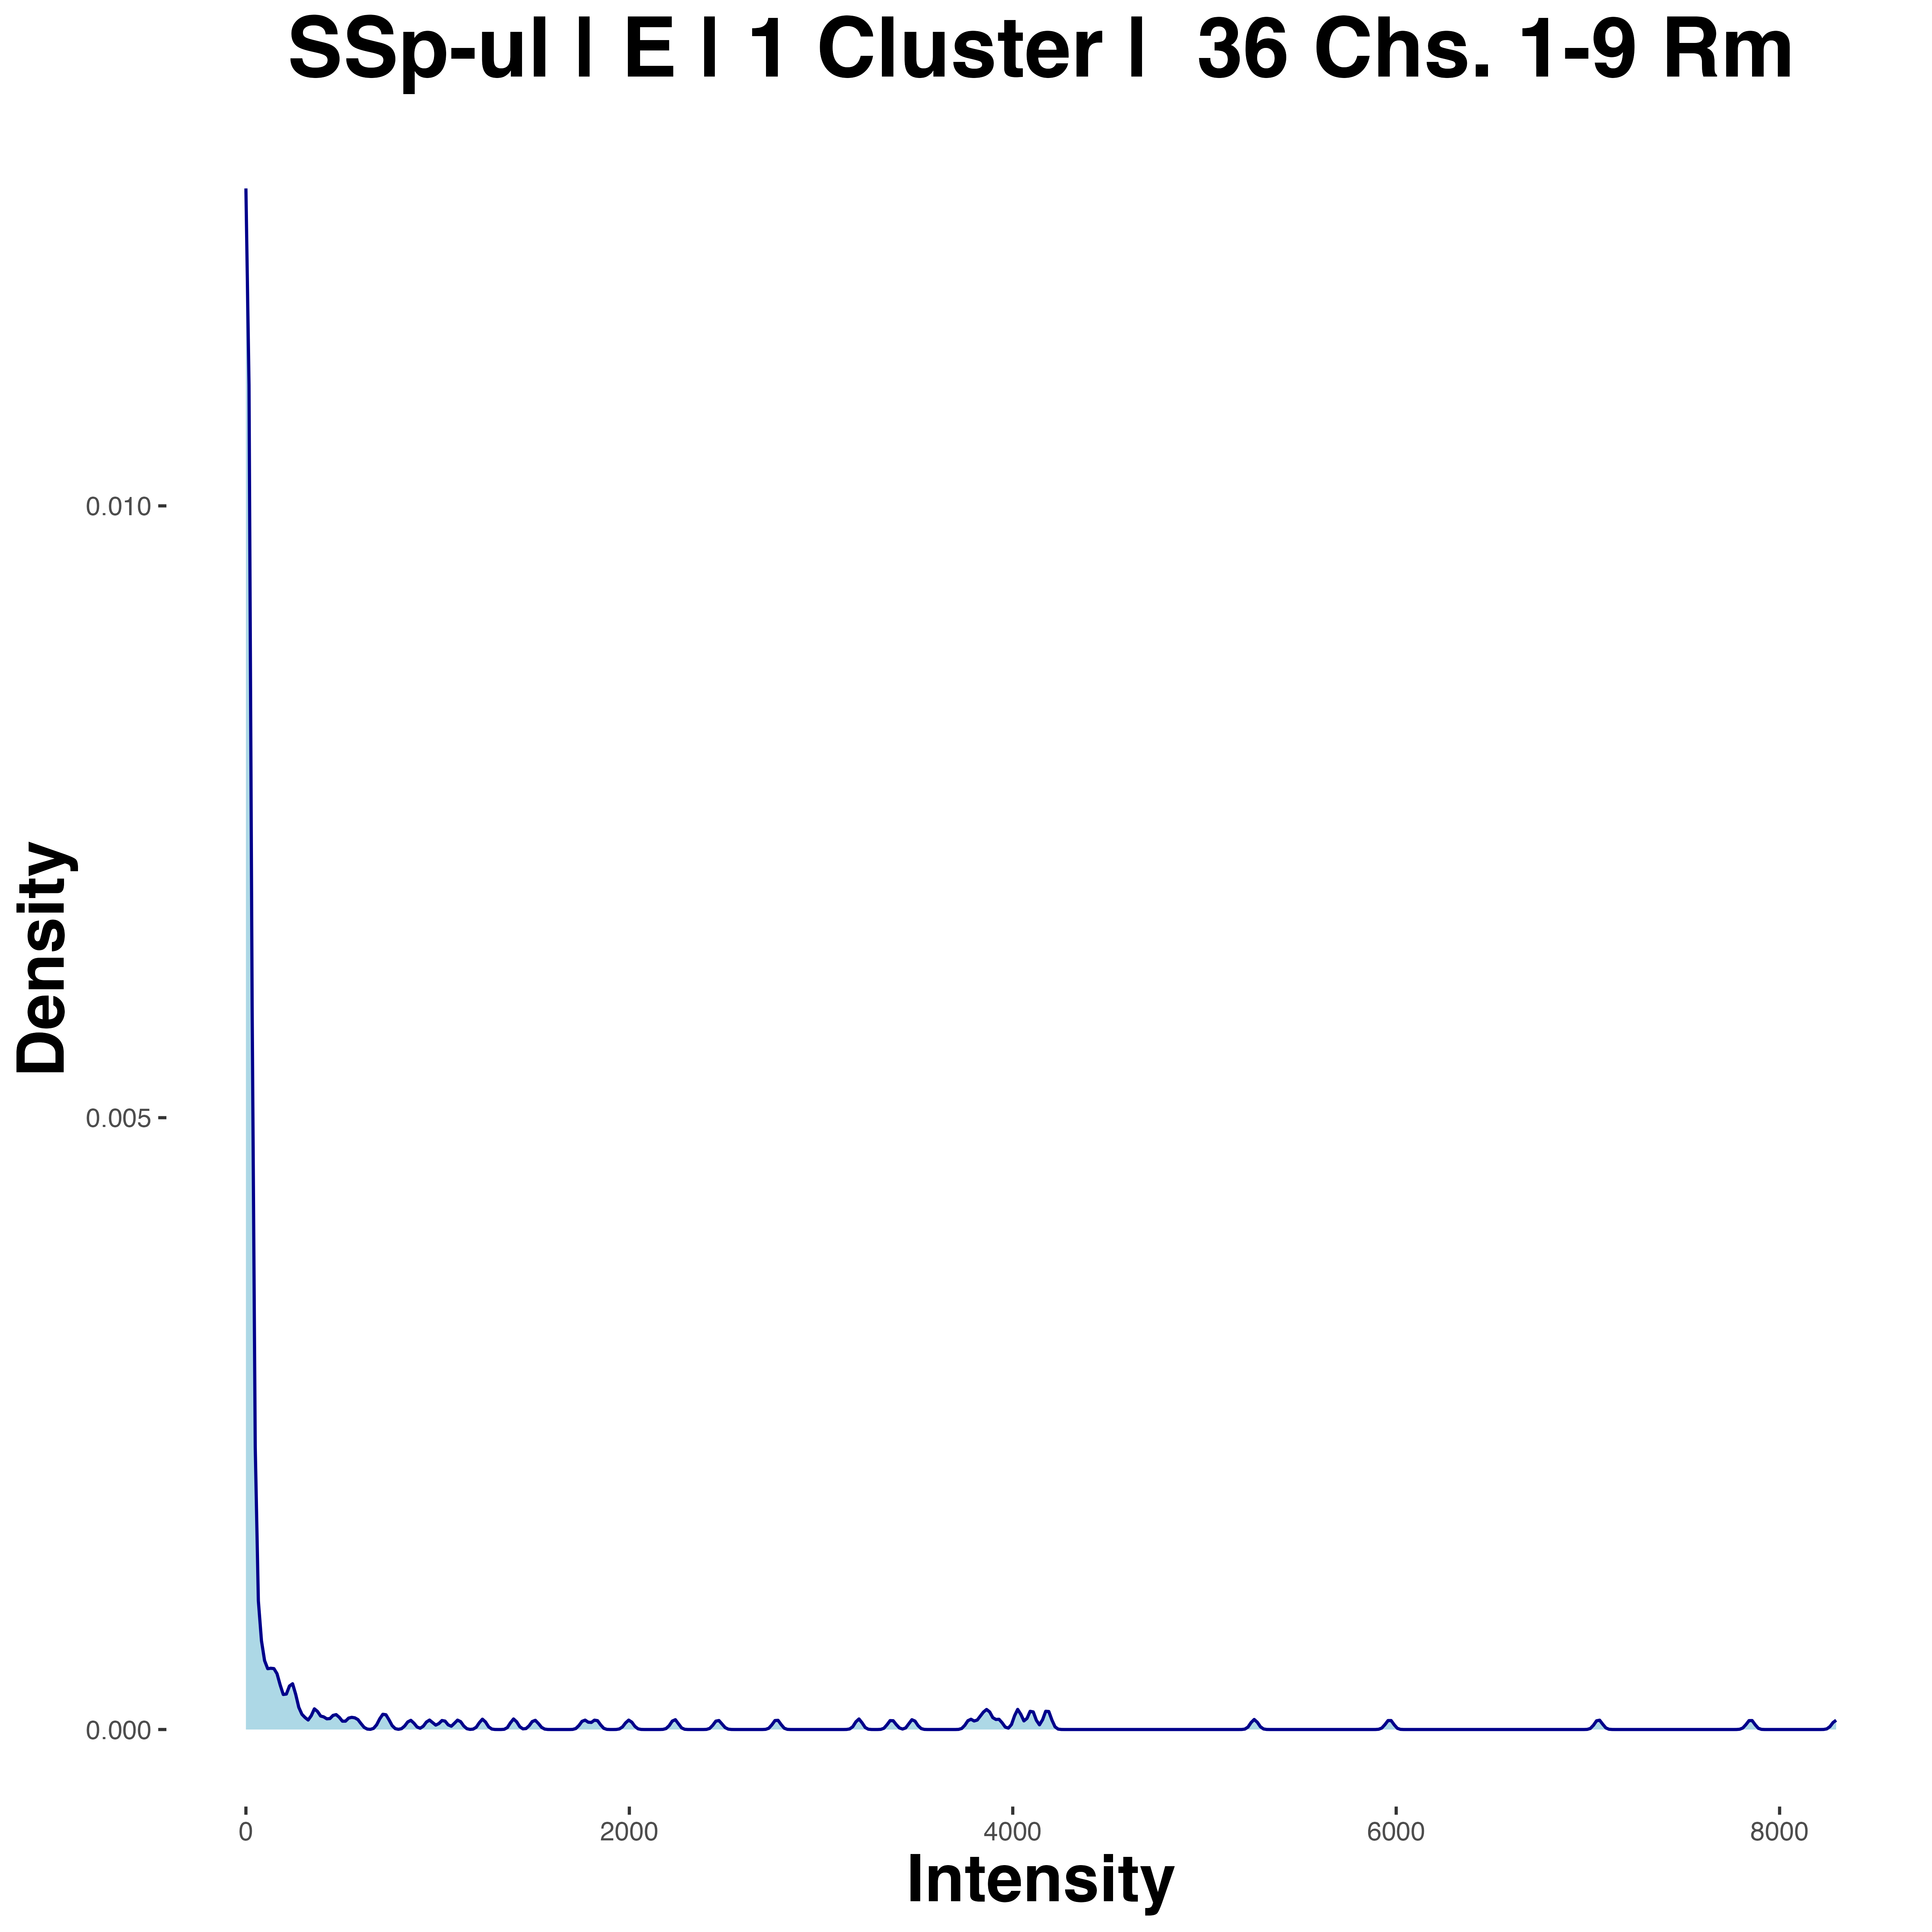 SSp-ul | E | 1 Cluster |  36 Chs. 1-9 Rm
Density
0.010
0.005
0.000
0 2000 4000 6000 8000
Intensity